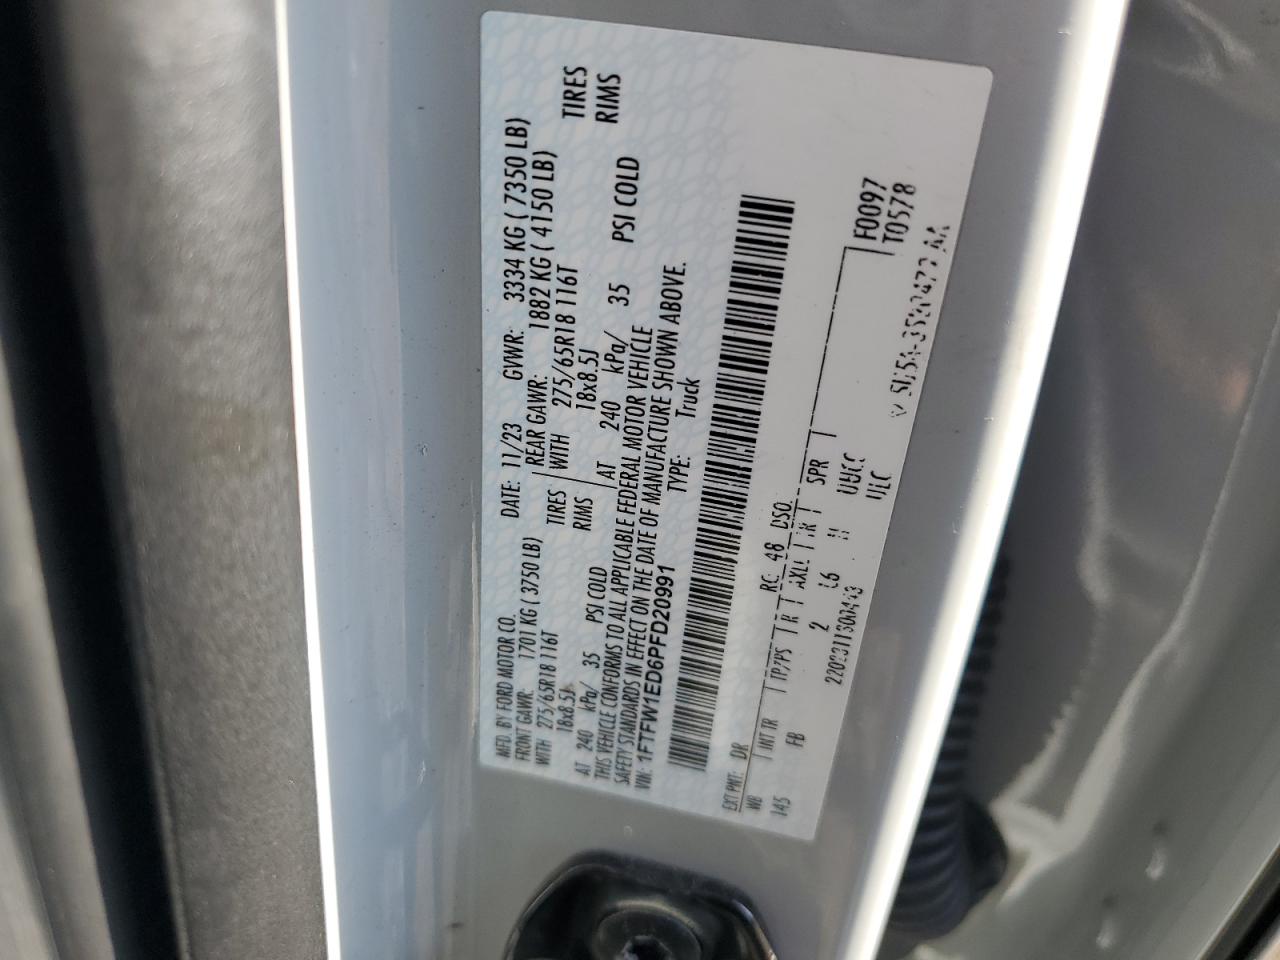 MFD. BY FORD MOTOR CO.
DATE: 11/23 GVWR: 3334 KG ( 7350 LB)
FRONT GAWR: 1701 KG ( 3750 LB) REAR GAWR: 1882 KG ( 4150 LB)
WITH 275/65R18 116T TIRES WITH 275/65R18 116T TIRES
18x8.5J RIMS 18x8.5J RIMS
AT 240 kPa/ 35 PSI COLD AT 240 kPa/ 35 PSI COLD
THIS VEHICLE CONFORMS TO ALL APPLICABLE FEDERAL MOTOR VEHICLE
SAFETY STANDARDS IN EFFECT ON THE DATE OF MANUFACTURE SHOWN ABOVE.
VIN: 1FTFW1ED6PFD20991 TYPE: Truck
EXT PNT: DR RC: 48 DSO: F0097
WB INT TR TP/PS R AXLE TR SPR T0578
145 FB 2 L6
UUCC